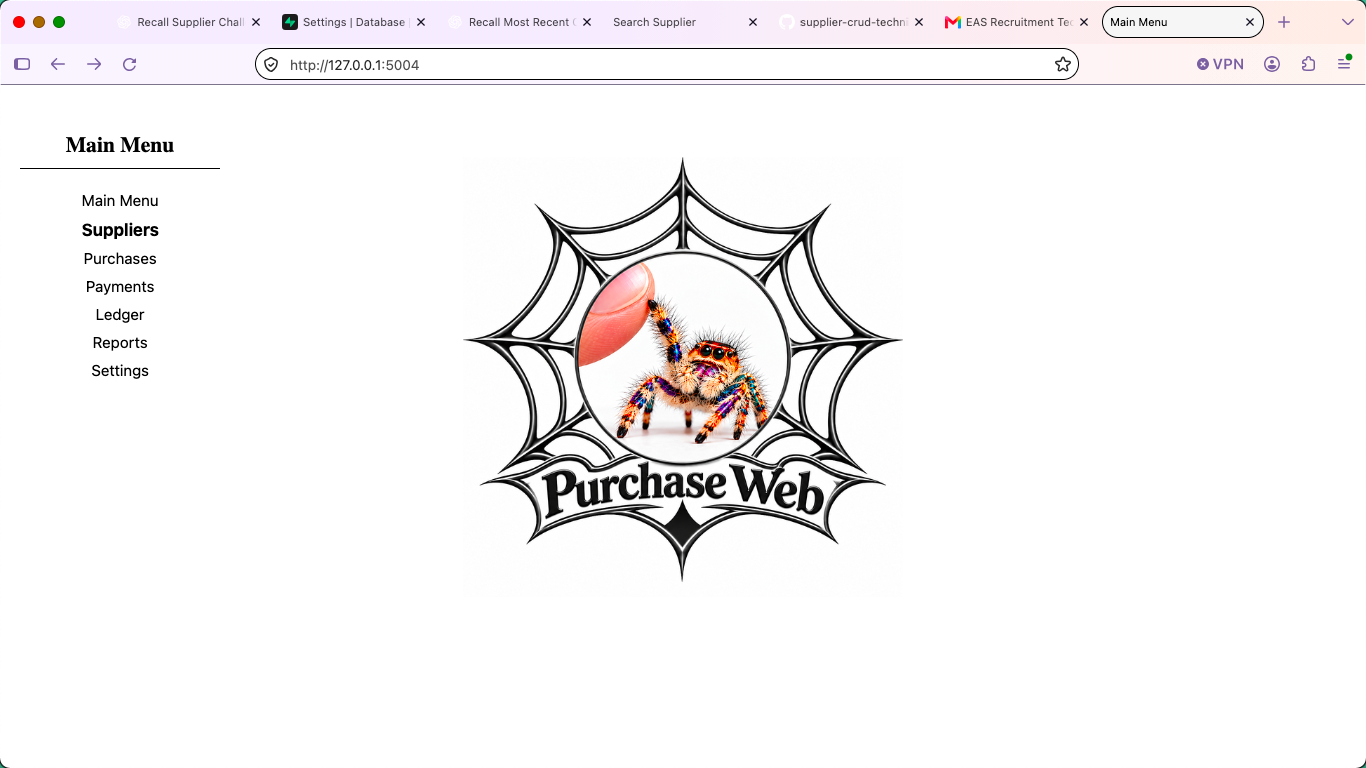 Recall Supplier Chall
Settings | Database |
Recall Most Recent
Search Supplier
supplier-crud-techni
EAS Recruitment Tec
Main Menu
http://127.0.0.1:5004
VPN
Main Menu
Main Menu
Suppliers
Purchases
Payments
Ledger
Reports
Settings
Purchase Web